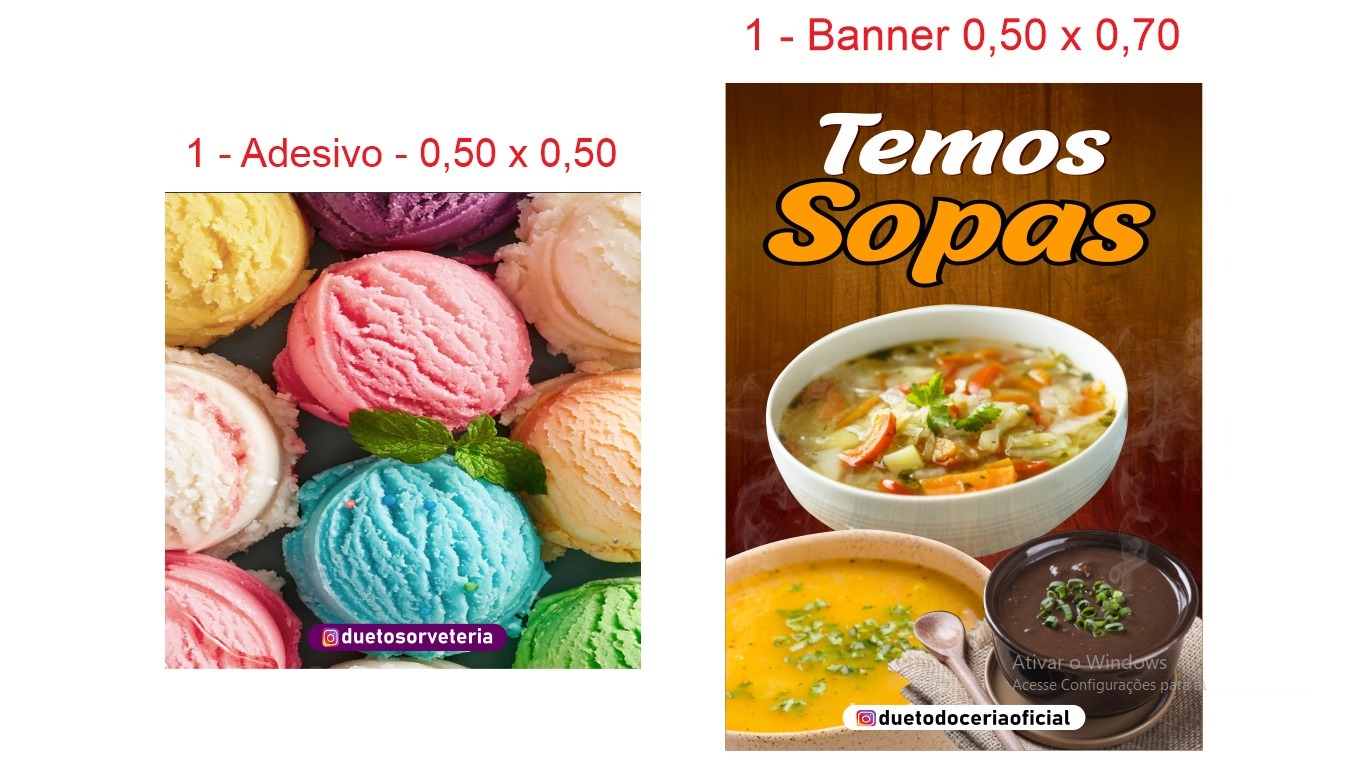 1 - Banner 0,50 x 0,70
1 - Adesivo - 0,50 x 0,50
Temos
Sopas
duetosorveteria
Ativar o Windows
Acesse Configurações para
duetodoceriaoficial